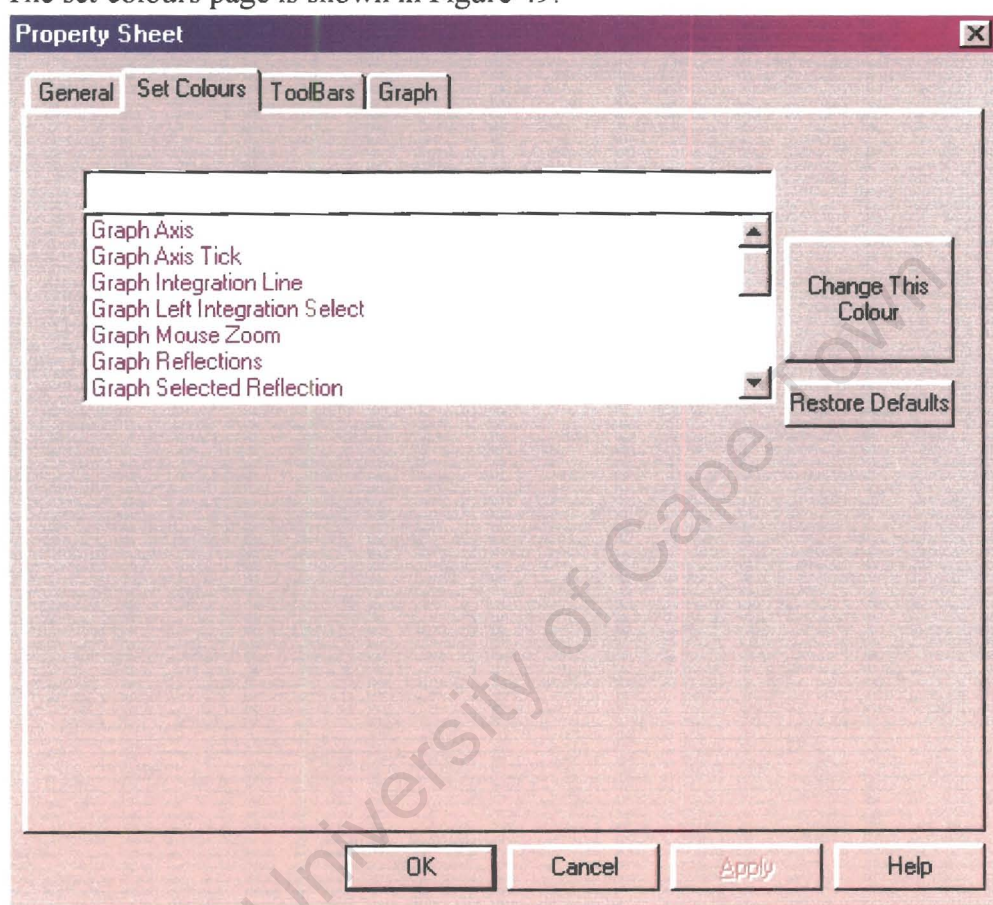 The set colours page is shown in Figure 49.
Property Sheet
General Set Colours ToolBars Graph
Graph Axis
Graph Axis Tick
Graph Integration Line
Graph Left Integration Select
Graph Mouse Zoom
Graph Reflections
Graph Selected Reflection
Change This
Colour
Restore Defaults
OK Cancel Apply Help
University of Cape Town